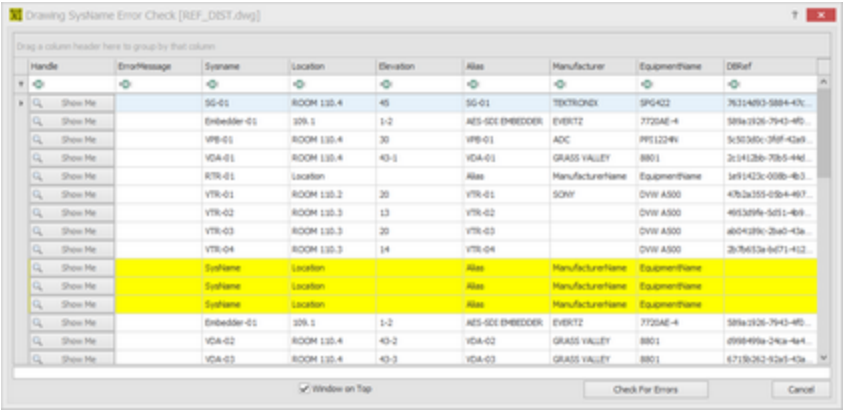 Drawing SysName Error Check [REF_DIST.dwg]
Drag a column header here to group by that column
Handle ErrorMessage Sysname Location Elevation Alias Manufacturer EquipmentName DBRef
Show Me SG-01 ROOM 110.4 45 SG-01 TEKTRONIX SPG422
Show Me Embedder-01 109.1 1-2 AES-SDI EMBEDDER EVERTZ 7720AE-4
Show Me VPB-01 ROOM 110.4 30 VPB-01 ADC PPI1224N
Show Me VDA-01 ROOM 110.4 43-1 VDA-01 GRASS VALLEY 8801
Show Me RTR-01 Location Alias ManufacturerName EquipmentName
Show Me VTR-01 ROOM 110.2 20 VTR-01 SONY DVW A500
Show Me VTR-02 ROOM 110.3 13 VTR-02 DVW A500
Show Me VTR-03 ROOM 110.3 20 VTR-03 DVW A500
Show Me VTR-04 ROOM 110.3 14 VTR-04 DVW A500
Show Me SysName Location Alias ManufacturerName EquipmentName
Show Me SysName Location Alias ManufacturerName EquipmentName
Show Me SysName Location Alias ManufacturerName EquipmentName
Show Me Embedder-01 109.1 1-2 AES-SDI EMBEDDER EVERTZ 7720AE-4
Show Me VDA-02 ROOM 110.4 43-2 VDA-02 GRASS VALLEY 8801
Show Me VDA-03 ROOM 110.4 43-3 VDA-03 GRASS VALLEY 8801
Window on Top Check For Errors Cancel